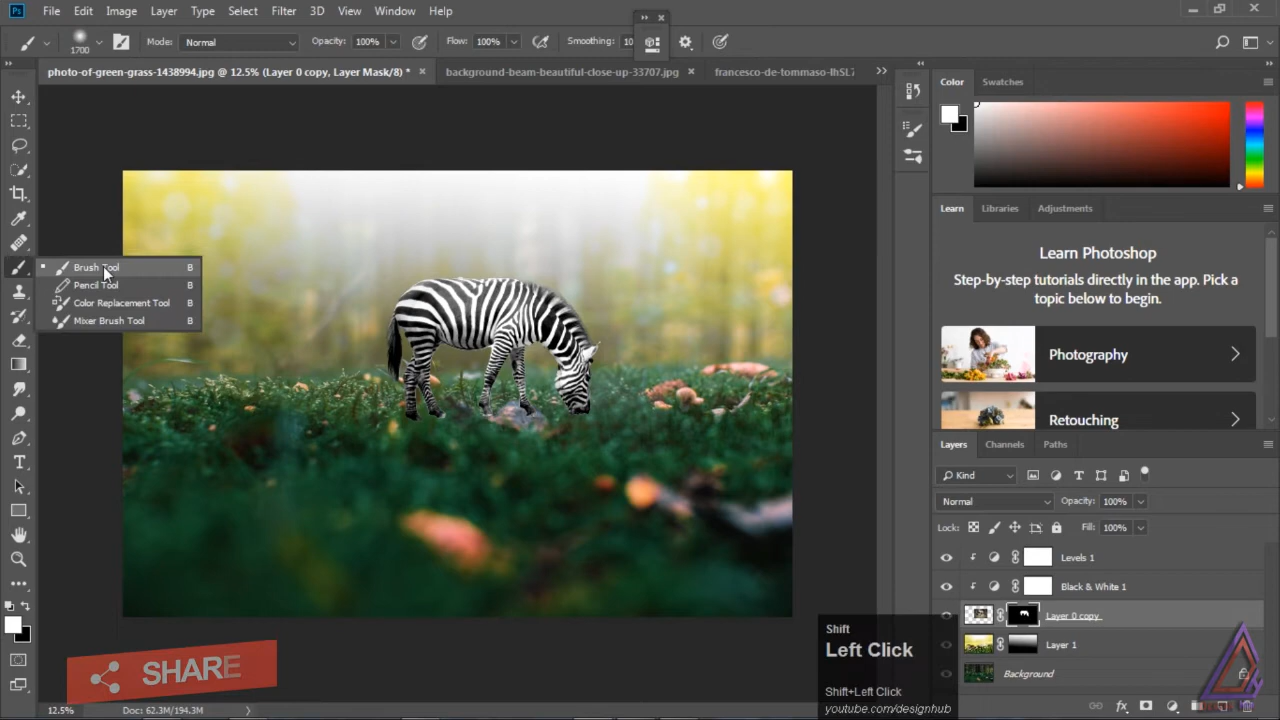 Ps File Edit Image Layer Type Select Filter 3D View Window Help
1700 Mode: Normal Opacity: 100% Flow: 100% Smoothing: 10
photo-of-green-grass-1438994.jpg @ 12.5% (Layer 0 copy, Layer Mask/8) * background-beam-beautiful-close-up-33707.jpg francesco-de-tommaso-IhSL7
Color Swatches
Learn Libraries Adjustments
Learn Photoshop
Step-by-step tutorials directly in the app. Pick a
topic below to begin.
Brush Tool B
Pencil Tool B
Color Replacement Tool B
Mixer Brush Tool B
Photography
Retouching
Layers Channels Paths
Kind
Normal Opacity: 100%
Lock: Fill: 100%
Levels 1
Black & White 1
Layer 0 copy
Layer 1
Background
Shift
Left Click
Shift+Left Click
youtube.com/designhub
SHARE
12.5% Doc: 62.3M/194.3M